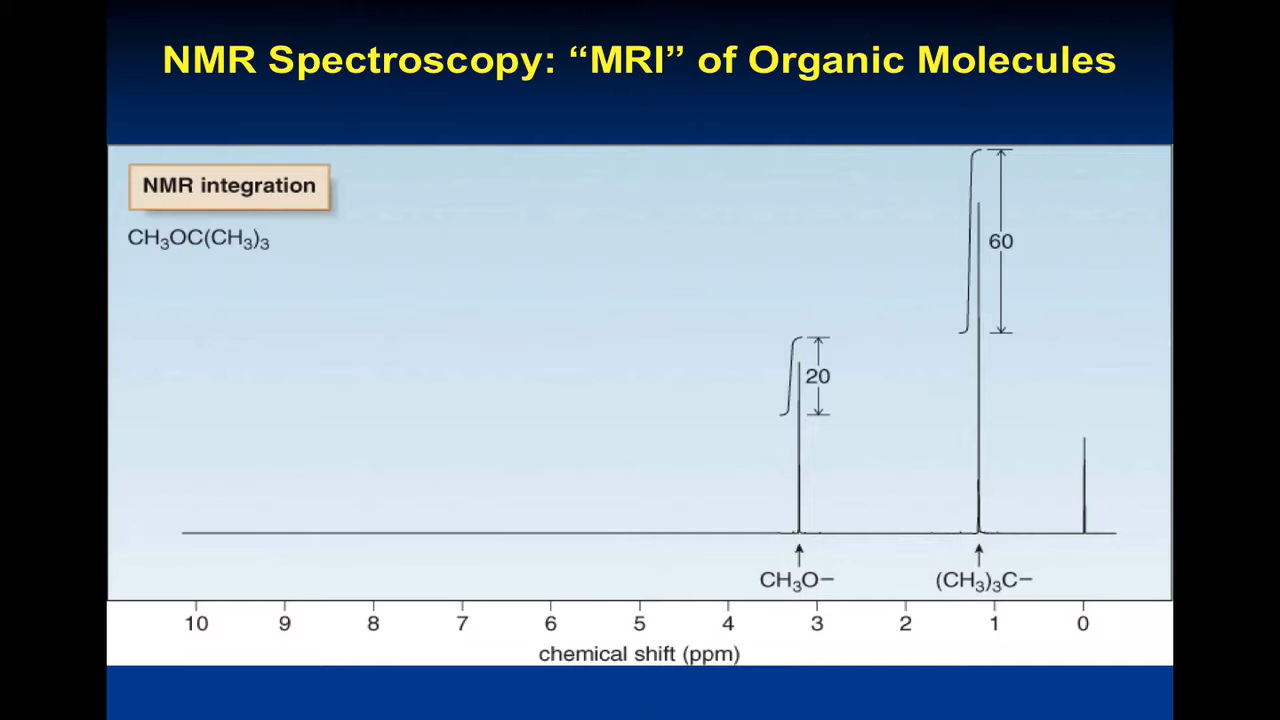 NMR Spectroscopy: “MRI” of Organic Molecules
NMR integration
CH₃OC(CH₃)₃
60
20
CH₃O−
(CH₃)₃C−
10 9 8 7 6 5 4 3 2 1 0
chemical shift (ppm)